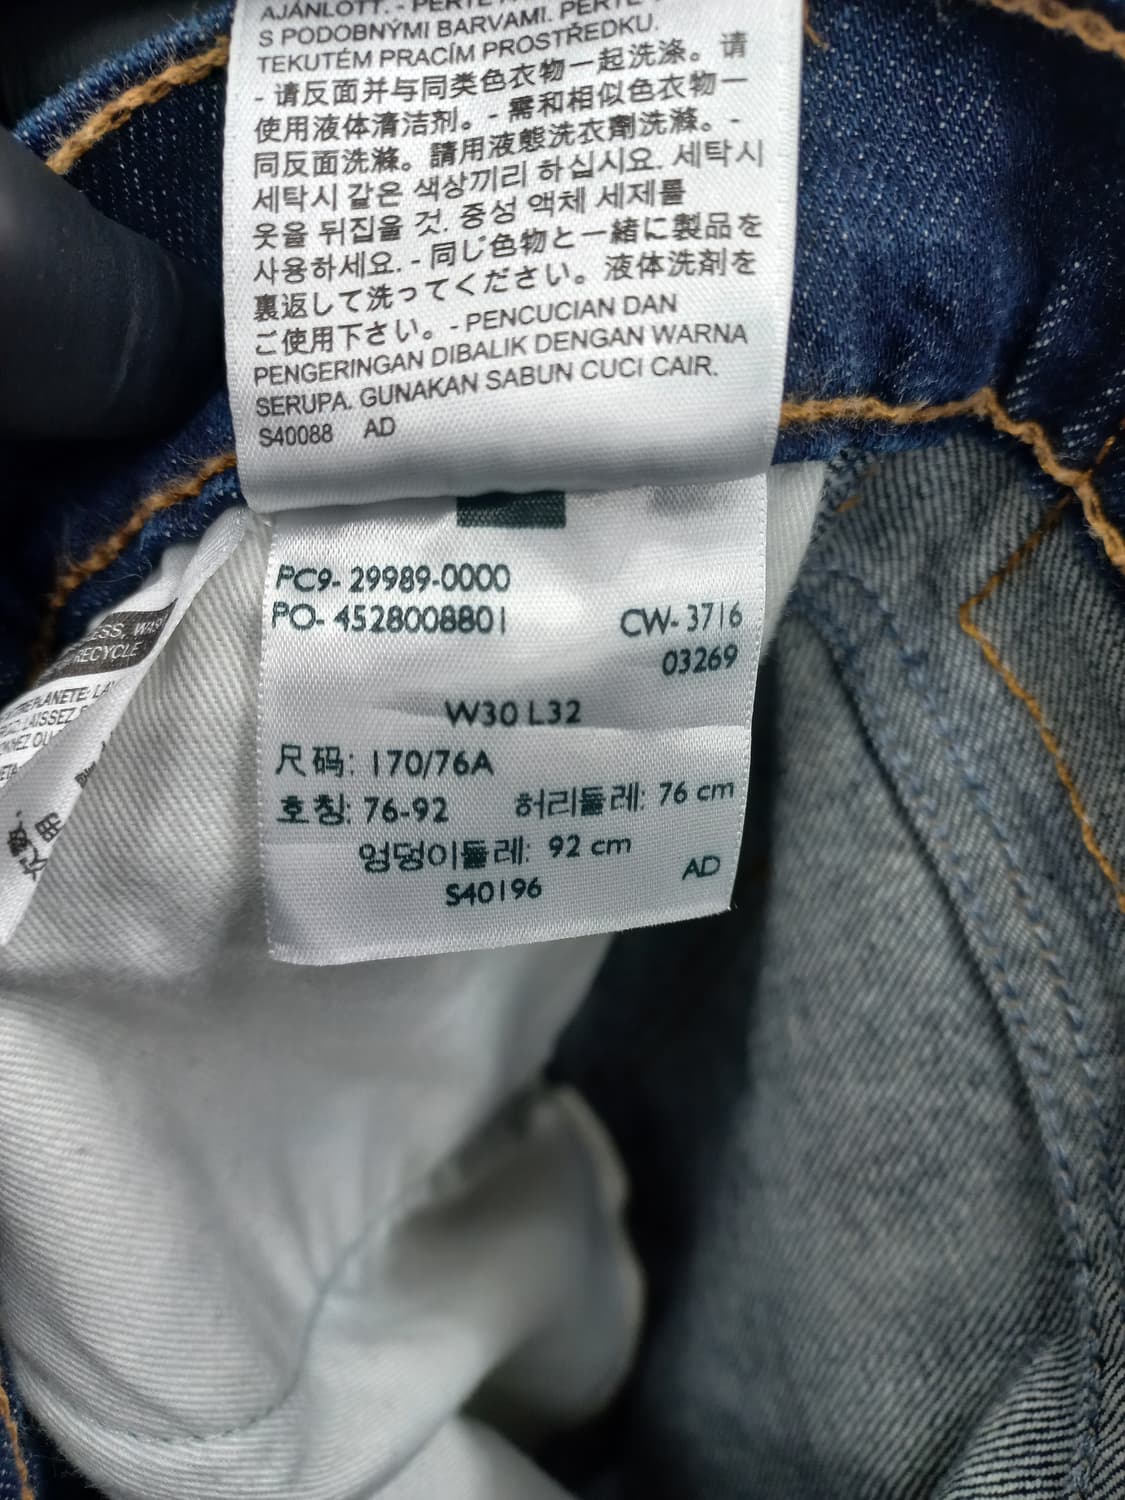 AJÁNLOTT. - PERTE
S PODOBNÝMI BARVAMI. PERTE
TEKUTÉM PRACÍM PROSTŘEDKU.
- 请反面并与同类色衣物一起洗涤。请
使用液体清洁剂。- 需和相似色衣物一
同反面洗滌。請用液態洗衣劑洗滌。-
세탁시 같은 색상끼리 하십시요. 세탁시
옷을 뒤집을 것. 중성 액체 세제를
사용하세요. - 同じ色物と一緒に製品を
裏返して洗ってください。液体洗剤を
ご使用下さい。- PENCUCIAN DAN
PENGERINGAN DIBALIK DENGAN WARNA
SERUPA. GUNAKAN SABUN CUCI CAIR.
S40088 AD
PC9- 29989-0000
PO- 4528008801 CW- 3716
03269
W30 L32
尺码: 170/76A
호칭: 76-92 허리둘레: 76 cm
엉덩이둘레: 92 cm
S40196 AD
ESS, WAS
RECYCLE
PLANETE: LA
LAISSEZ